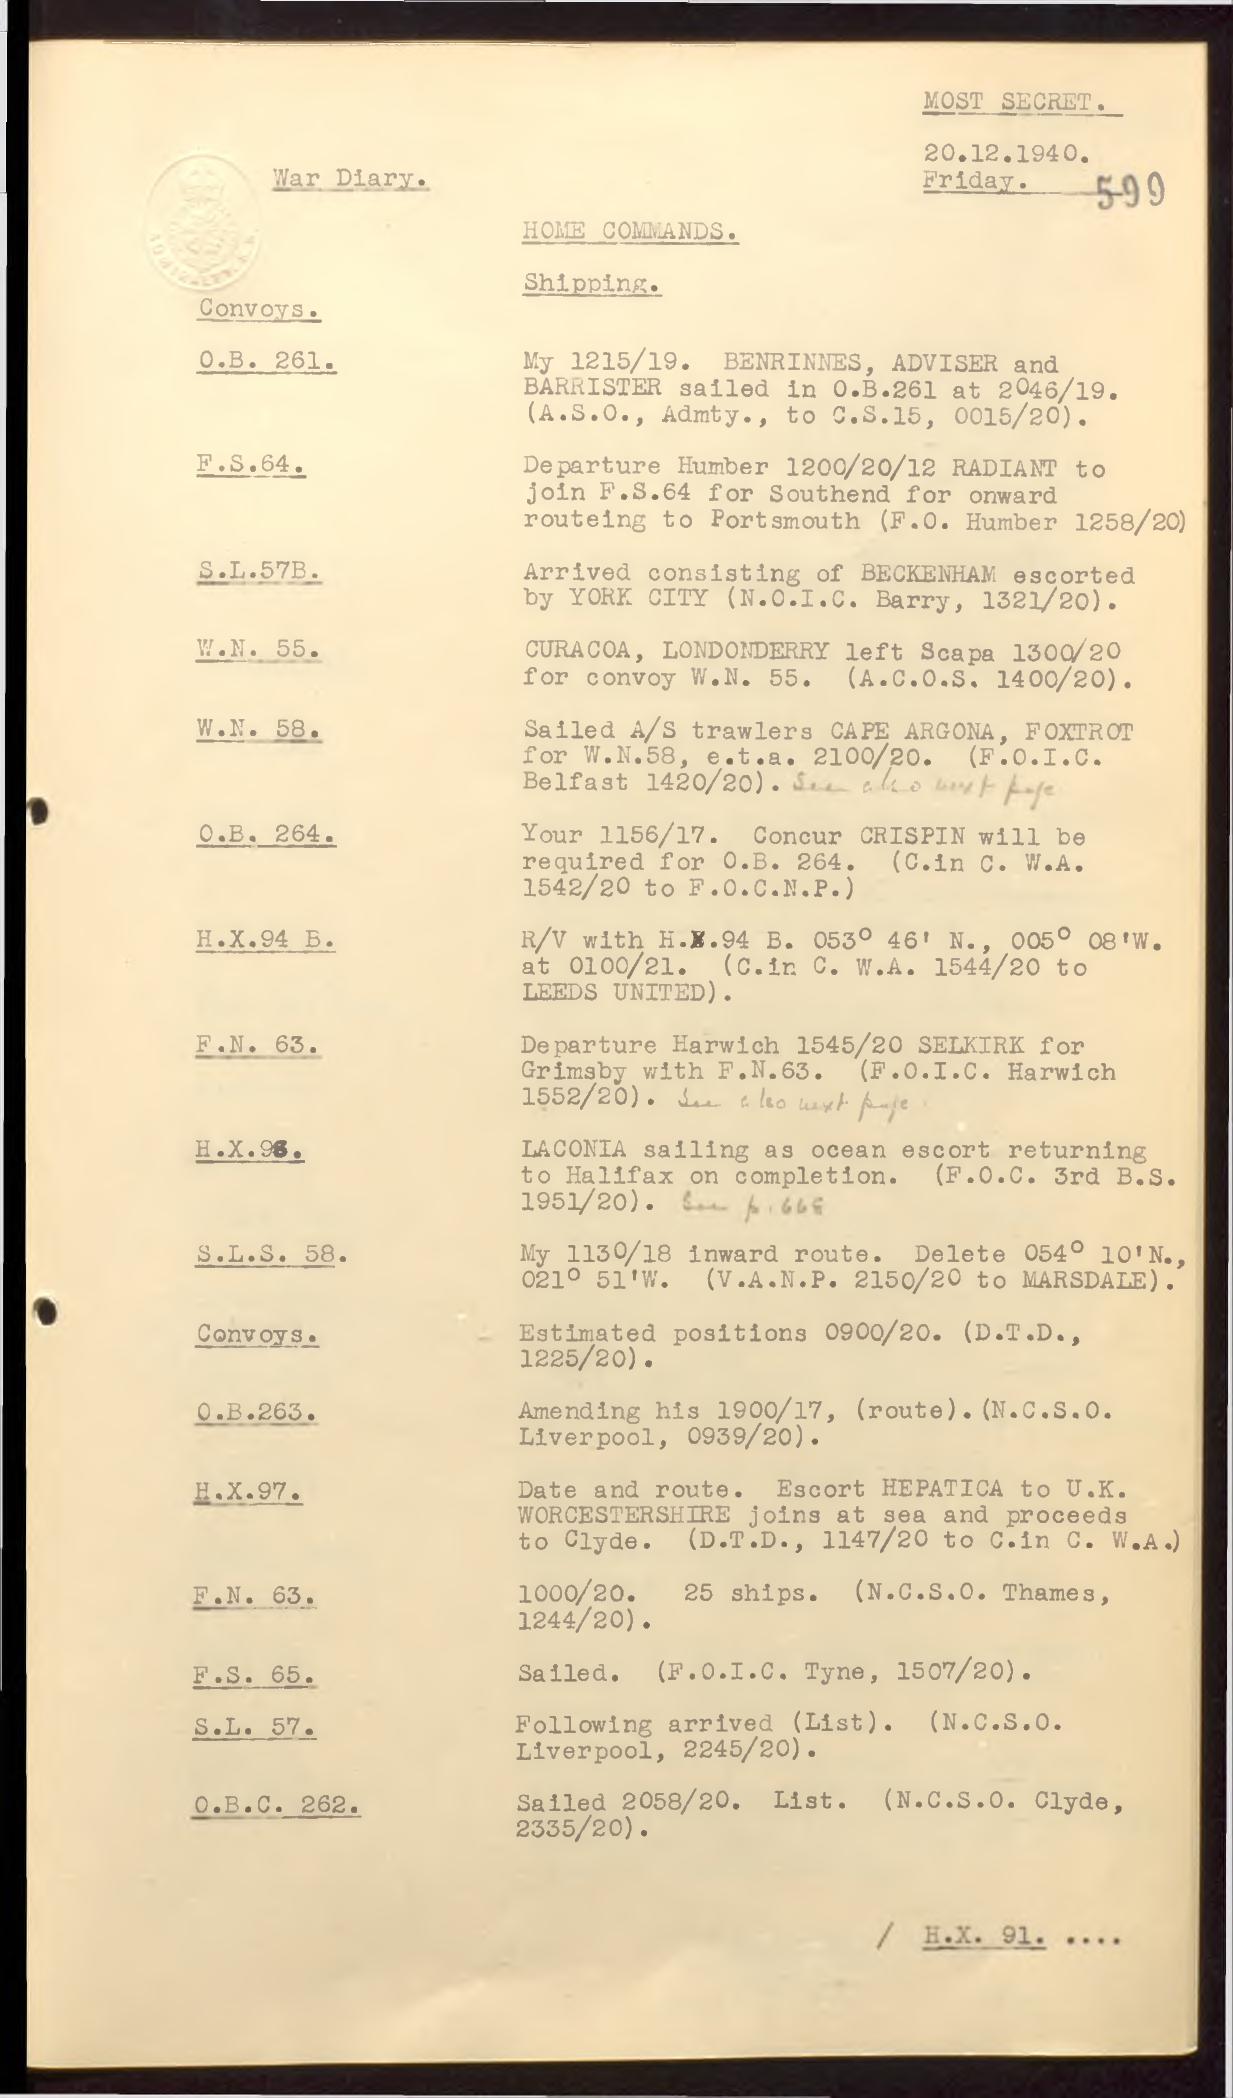 MOST SECRET.
20.12.1940.
War Diary.
Friday.
599
HOME COMMANDS.
Shipping.
Convoys.
O.B. 261.
My 1215/19. BENRINNES, ADVISER and
BARRISTER sailed in O.B.261 at 2046/19.
(A.S.O., Admty., to C.S.15, 0015/20).
F.S.64.
Departure Humber 1200/20/12 RADIANT to
join F.S.64 for Southend for onward
routeing to Portsmouth (F.O. Humber 1258/20)
S.L.57B.
Arrived consisting of BECKENHAM escorted
by YORK CITY (N.O.I.C. Barry, 1321/20).
W.N. 55.
CURACOA, LONDONDERRY left Scapa 1300/20
for convoy W.N. 55. (A.C.O.S. 1400/20).
W.N. 58.
Sailed A/S trawlers CAPE ARGONA, FOXTROT
for W.N.58, e.t.a. 2100/20. (F.O.I.C.
Belfast 1420/20). See also next page
O.B. 264.
Your 1156/17. Concur CRISPIN will be
required for O.B. 264. (C.in C. W.A.
1542/20 to F.O.C.N.P.)
H.X.94 B.
R/V with H.X.94 B. 053° 46' N., 005° 08'W.
at 0100/21. (C.in C. W.A. 1544/20 to
LEEDS UNITED).
F.N. 63.
Departure Harwich 1545/20 SELKIRK for
Grimsby with F.N.63. (F.O.I.C. Harwich
1552/20). See also next page
LACONIA sailing as ocean escort returning
to Halifax on completion. (F.O.C. 3rd B.S.
1951/20). See p.
S.L.S. 58.
My 1130/18 inward route. Delete 054° 10'N.,
021° 51'W. (V.A.N.P. 2150/20 to MARSDALE).
Convoys.
Estimated positions 0900/20. (D.T.D.,
1225/20).
O.B.263.
Amending his 1900/17, (route). (N.C.S.O.
Liverpool, 0939/20).
H.X.97.
Date and route. Escort HEPATICA to U.K.
WORCESTERSHIRE joins at sea and proceeds
to Clyde. (D.T.D., 1147/20 to C.in C. W.A.)
F.N. 63.
1000/20. 25 ships. (N.C.S.O. Thames,
1244/20).
F.S. 65.
Sailed. (F.O.I.C. Tyne, 1507/20).
S.L. 57.
Following arrived (List). (N.C.S.O.
Liverpool, 2245/20).
O.B.C. 262.
Sailed 2058/20. List. (N.C.S.O. Clyde,
2335/20).
/ H.X. 91. ....